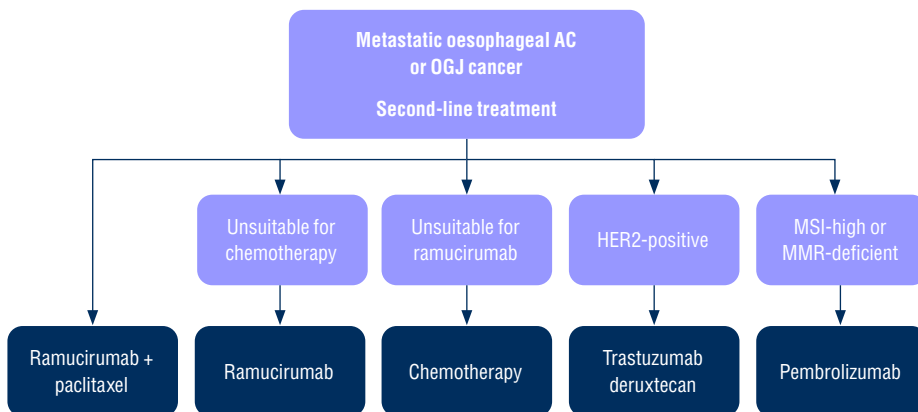 Metastatic oesophageal AC
or OGJ cancer
Second-line treatment
Unsuitable for
chemotherapy
Unsuitable for
ramucirumab
HER2-positive
MSI-high or
MMR-deficient
Ramucirumab +
paclitaxel
Ramucirumab
Chemotherapy
Trastuzumab
deruxtecan
Pembrolizumab